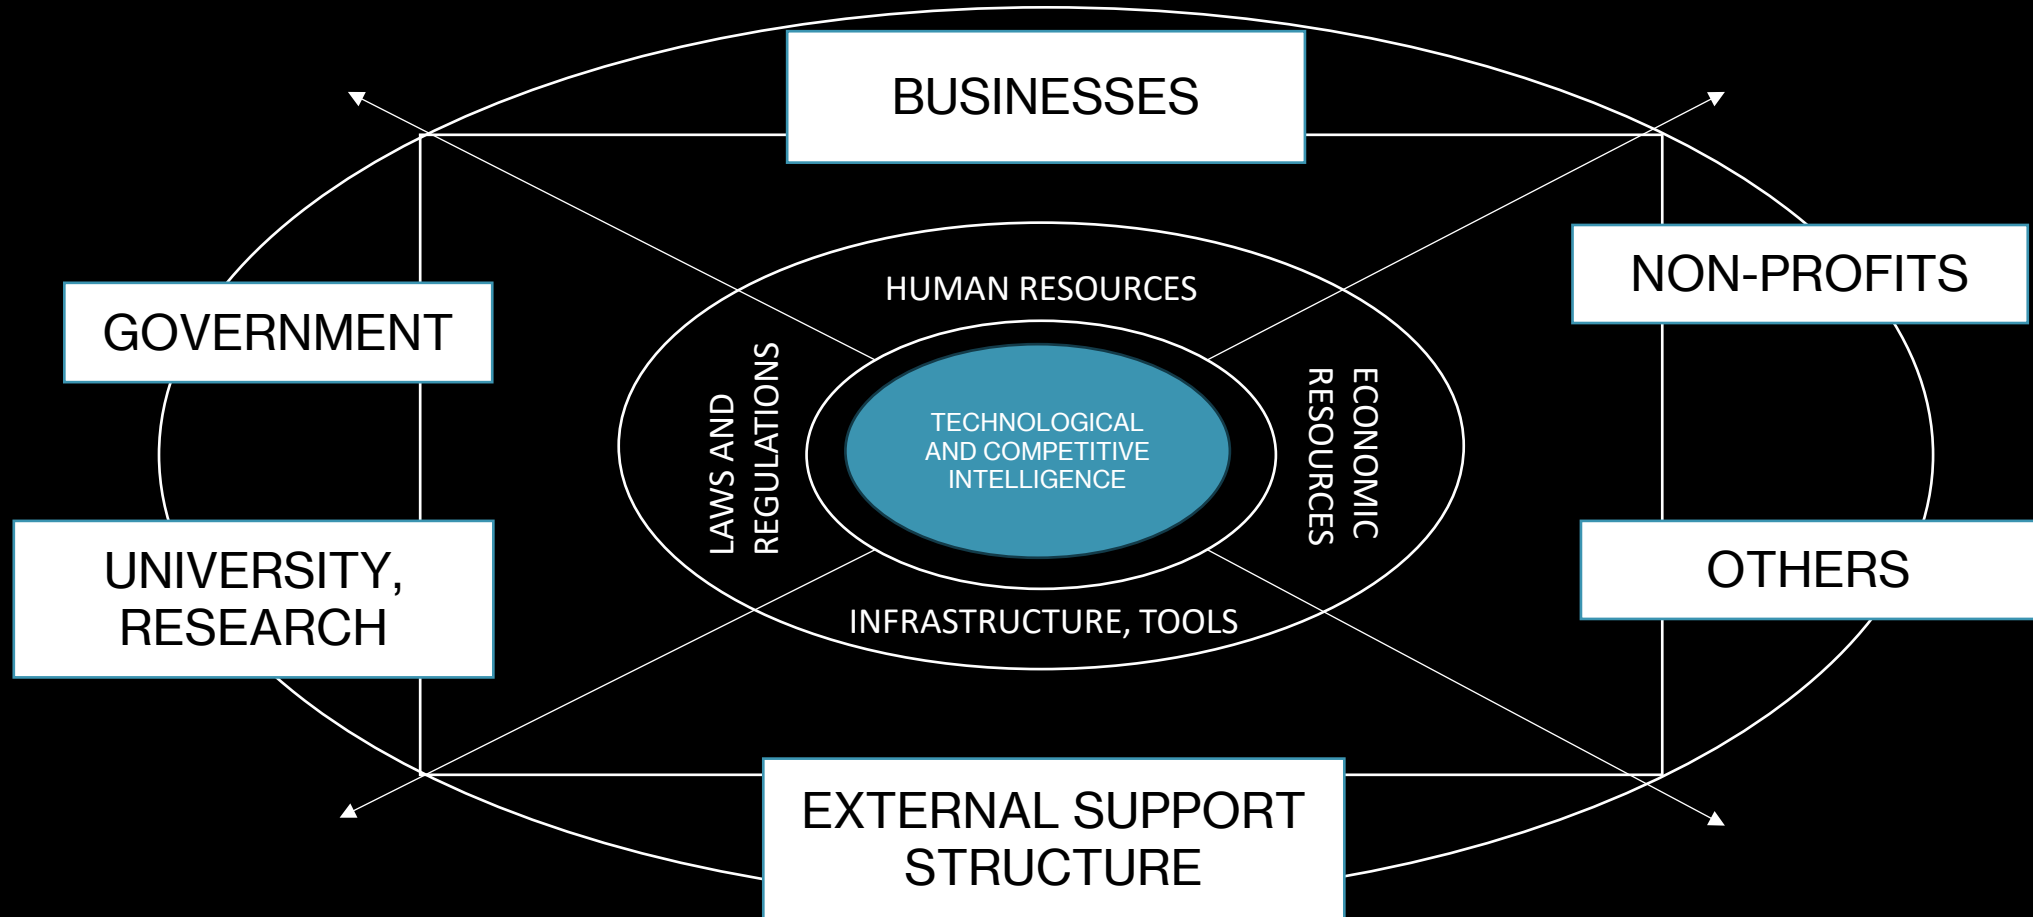 BUSINESSES
NON-PROFITS
GOVERNMENT
HUMAN RESOURCES
LAWS AND
REGULATIONS
TECHNOLOGICAL
AND COMPETITIVE
INTELLIGENCE
ECONOMIC
RESOURCES
UNIVERSITY,
RESEARCH
OTHERS
INFRASTRUCTURE, TOOLS
EXTERNAL SUPPORT
STRUCTURE